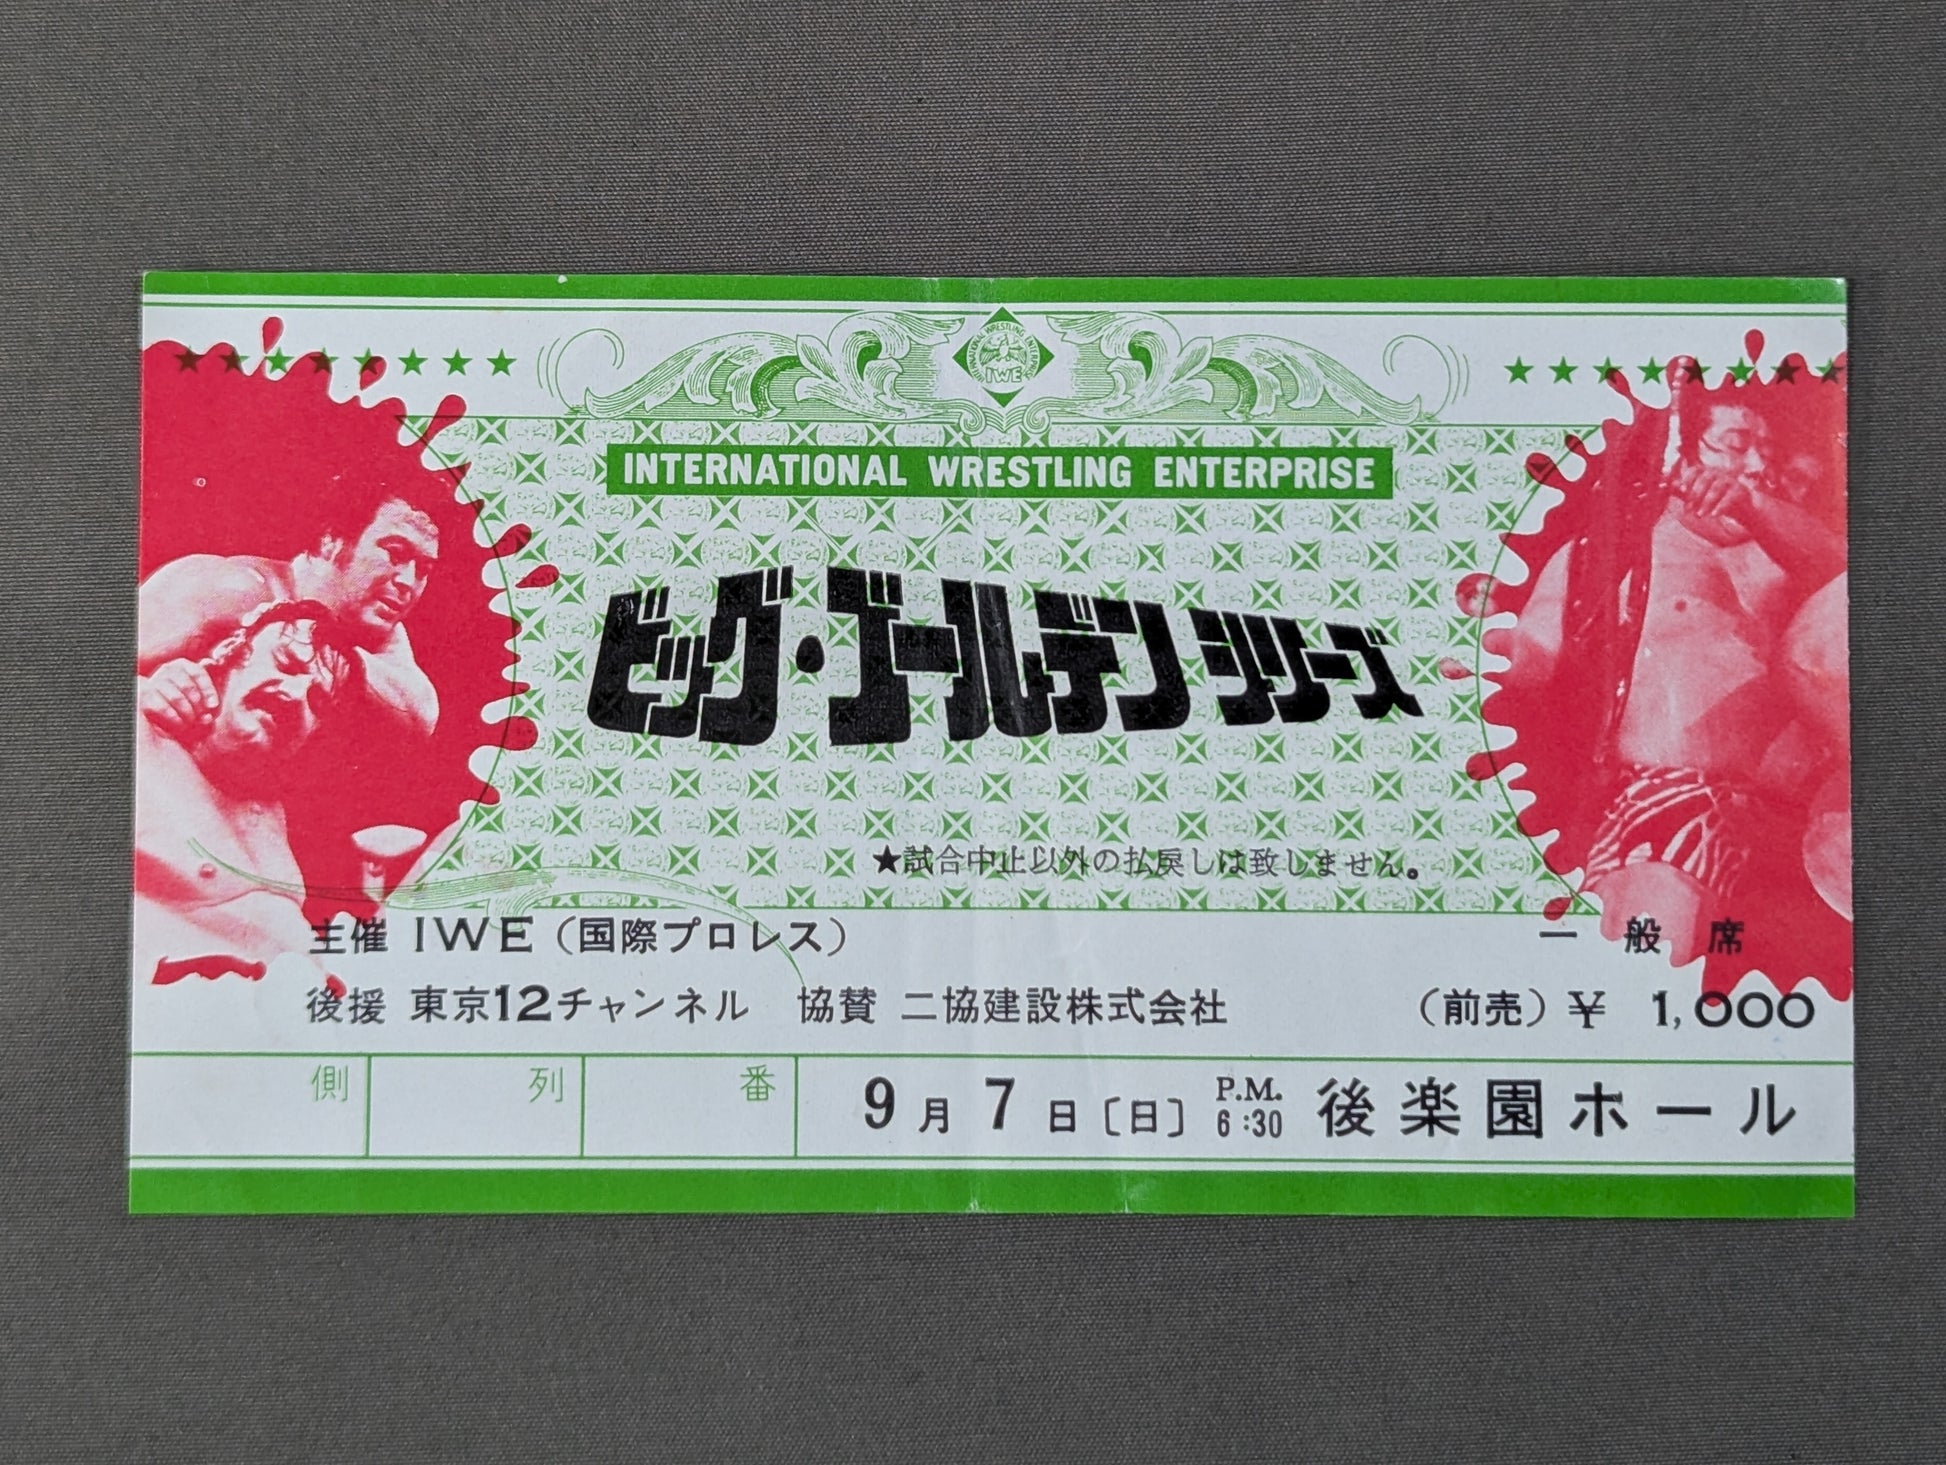 INTERNATIONAL WRESTLING ENTERPRISE
IWE
INTERNATIONAL WRESTLING ENTERPRISE
ビッグ・ゴールデンシリーズ
★試合中止以外の払戻しは致しません。
主催 IWE（国際プロレス） 一般席
後援 東京12チャンネル 協賛 二協建設株式会社 （前売）￥ 1,000
側 列 番 9月7日〔日〕 P.M. 6:30 後楽園ホール